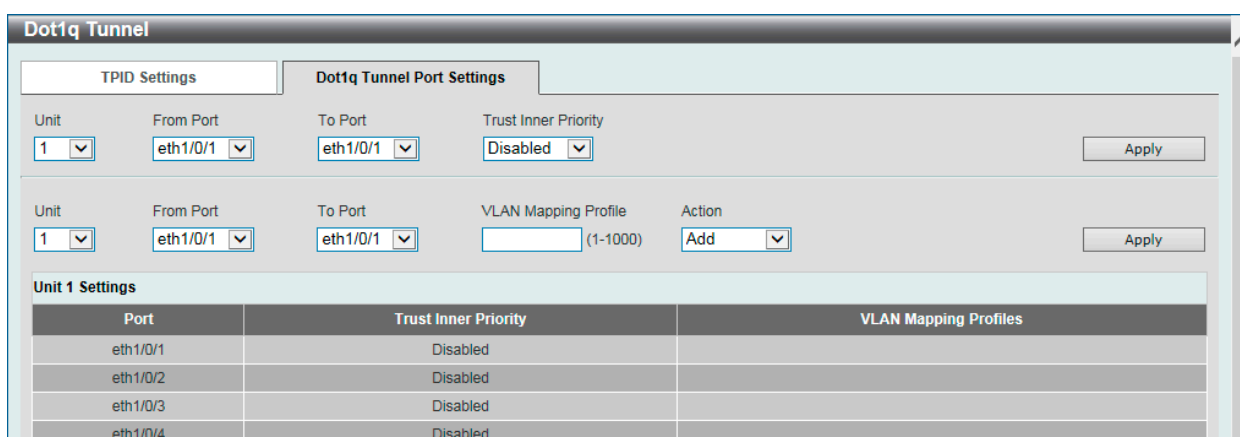 Dot1q Tunnel
TPID Settings Dot1q Tunnel Port Settings
Unit From Port To Port Trust Inner Priority
1 eth1/0/1 eth1/0/1 Disabled Apply
Unit From Port To Port VLAN Mapping Profile Action
1 eth1/0/1 eth1/0/1 (1-1000) Add Apply
Unit 1 Settings
Port Trust Inner Priority VLAN Mapping Profiles
eth1/0/1 Disabled
eth1/0/2 Disabled
eth1/0/3 Disabled
eth1/0/4 Disabled